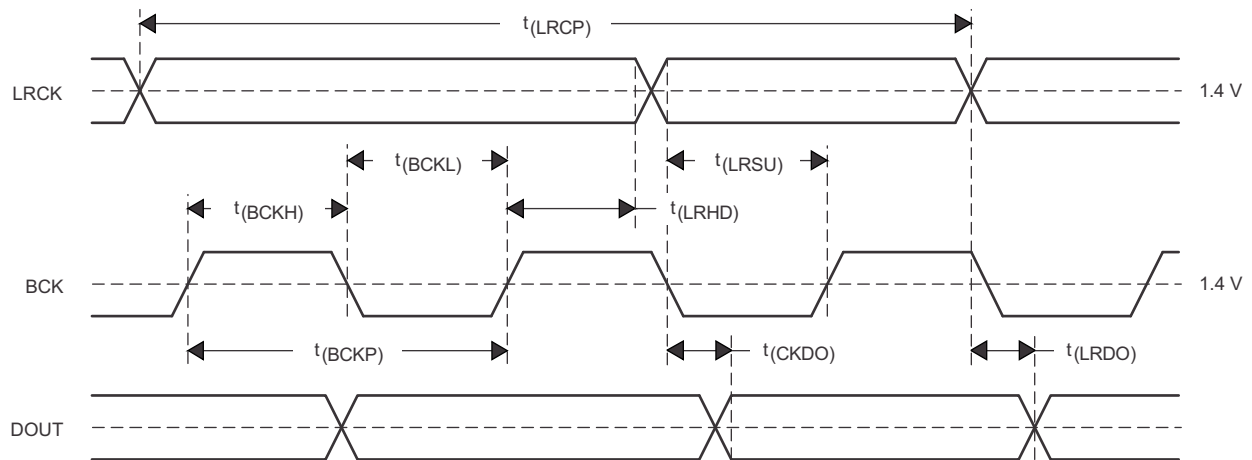 t(LRCP)
LRCK
1.4 V
t(BCKL)
t(LRSU)
t(BCKH)
t(LRHD)
BCK
1.4 V
t(BCKP)
t(CKDO)
t(LRDO)
DOUT